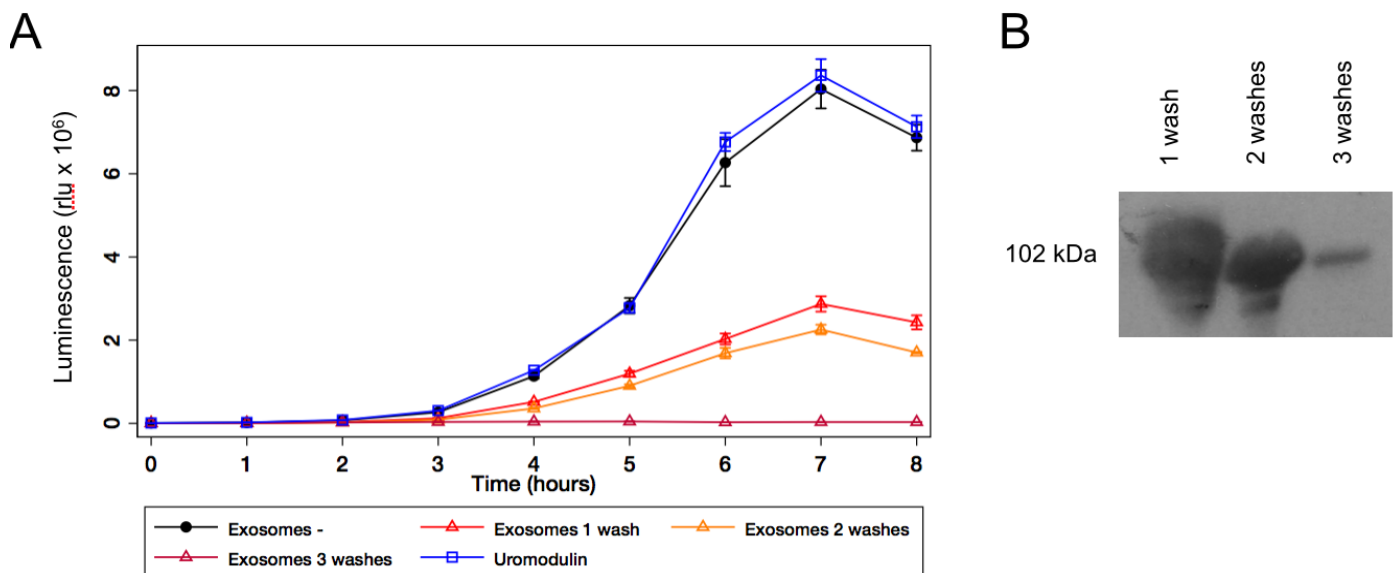 A
Luminescence (rlu x 10⁶)
8
6
4
2
0
0 1 2 3 4 5 6 7 8
Time (hours)
Exosomes - Exosomes 1 wash Exosomes 2 washes
Exosomes 3 washes Uromodulin
B
1 wash
2 washes
3 washes
102 kDa